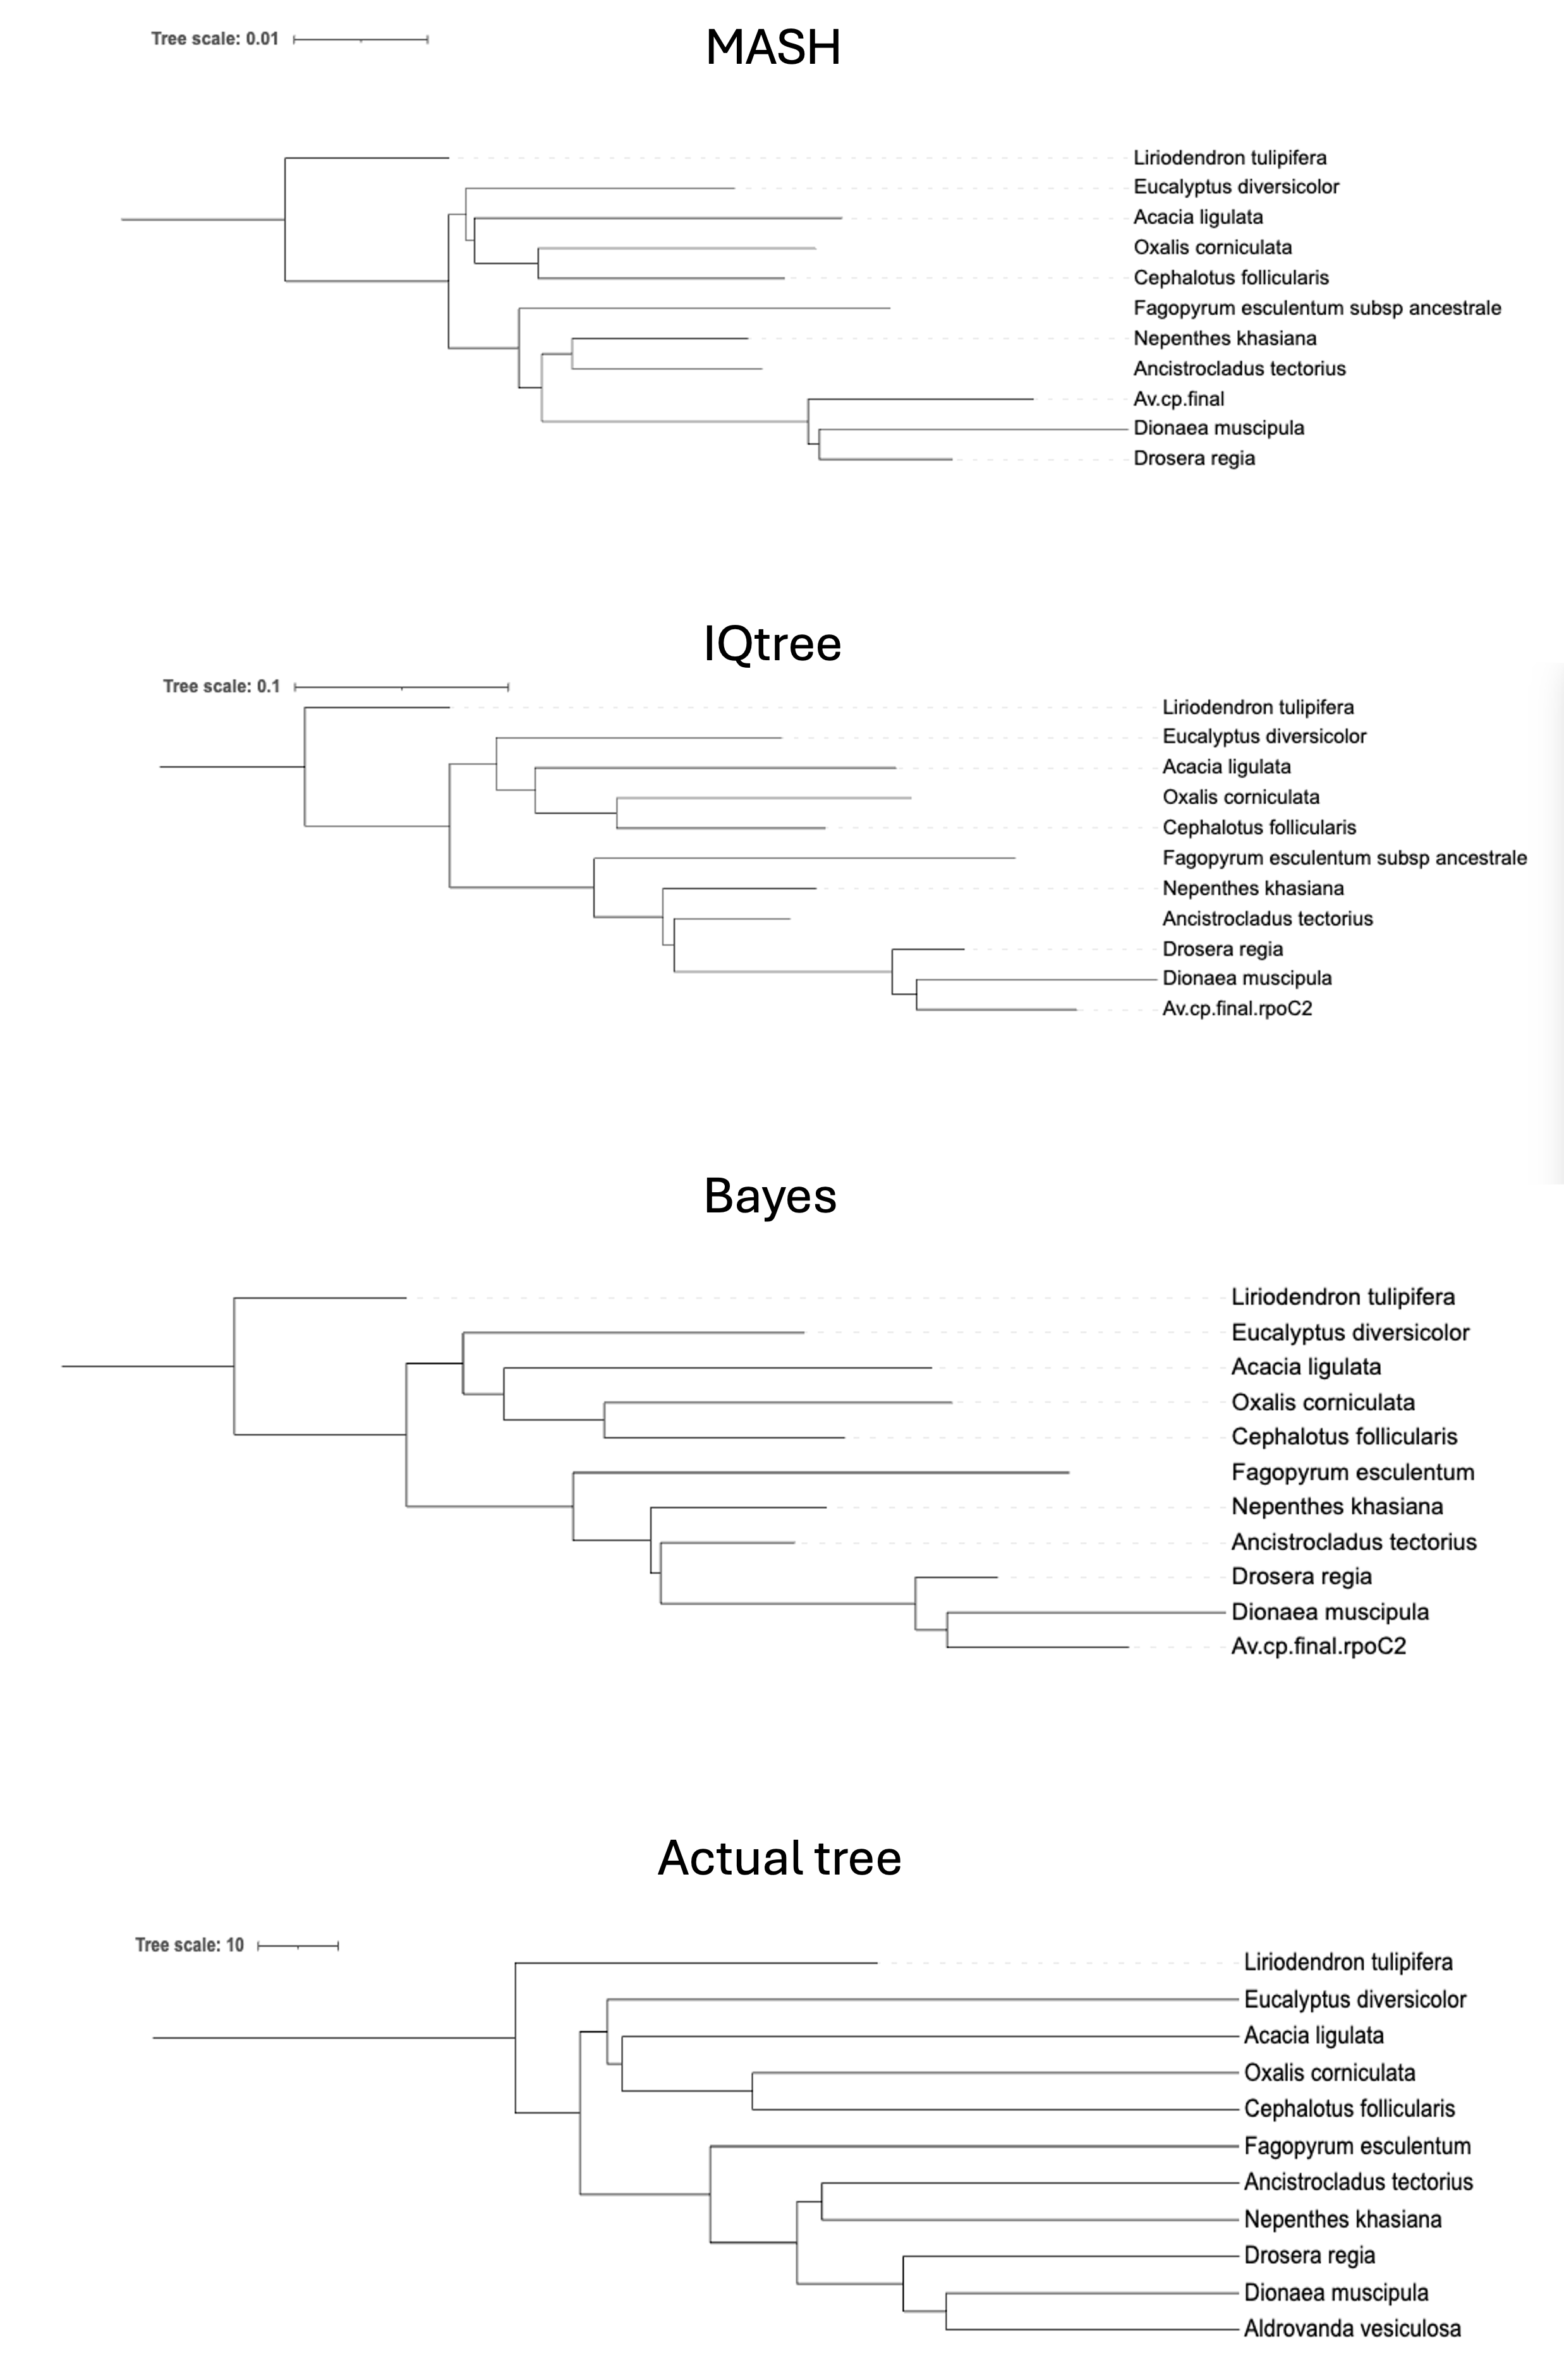 MASH
Tree scale: 0.01
Liriodendron tulipifera
Eucalyptus diversicolor
Acacia ligulata
Oxalis corniculata
Cephalotus follicularis
Fagopyrum esculentum subsp ancestrale
Nepenthes khasiana
Ancistrocladus tectorius
Av.cp.final
Dionaea muscipula
Drosera regia
IQtree
Tree scale: 0.1
Liriodendron tulipifera
Eucalyptus diversicolor
Acacia ligulata
Oxalis corniculata
Cephalotus follicularis
Fagopyrum esculentum subsp ancestrale
Nepenthes khasiana
Ancistrocladus tectorius
Drosera regia
Dionaea muscipula
Av.cp.final.rpoC2
Bayes
Liriodendron tulipifera
Eucalyptus diversicolor
Acacia ligulata
Oxalis corniculata
Cephalotus follicularis
Fagopyrum esculentum
Nepenthes khasiana
Ancistrocladus tectorius
Drosera regia
Dionaea muscipula
Av.cp.final.rpoC2
Actual tree
Tree scale: 10
Liriodendron tulipifera
Eucalyptus diversicolor
Acacia ligulata
Oxalis corniculata
Cephalotus follicularis
Fagopyrum esculentum
Ancistrocladus tectorius
Nepenthes khasiana
Drosera regia
Dionaea muscipula
Aldrovanda vesiculosa